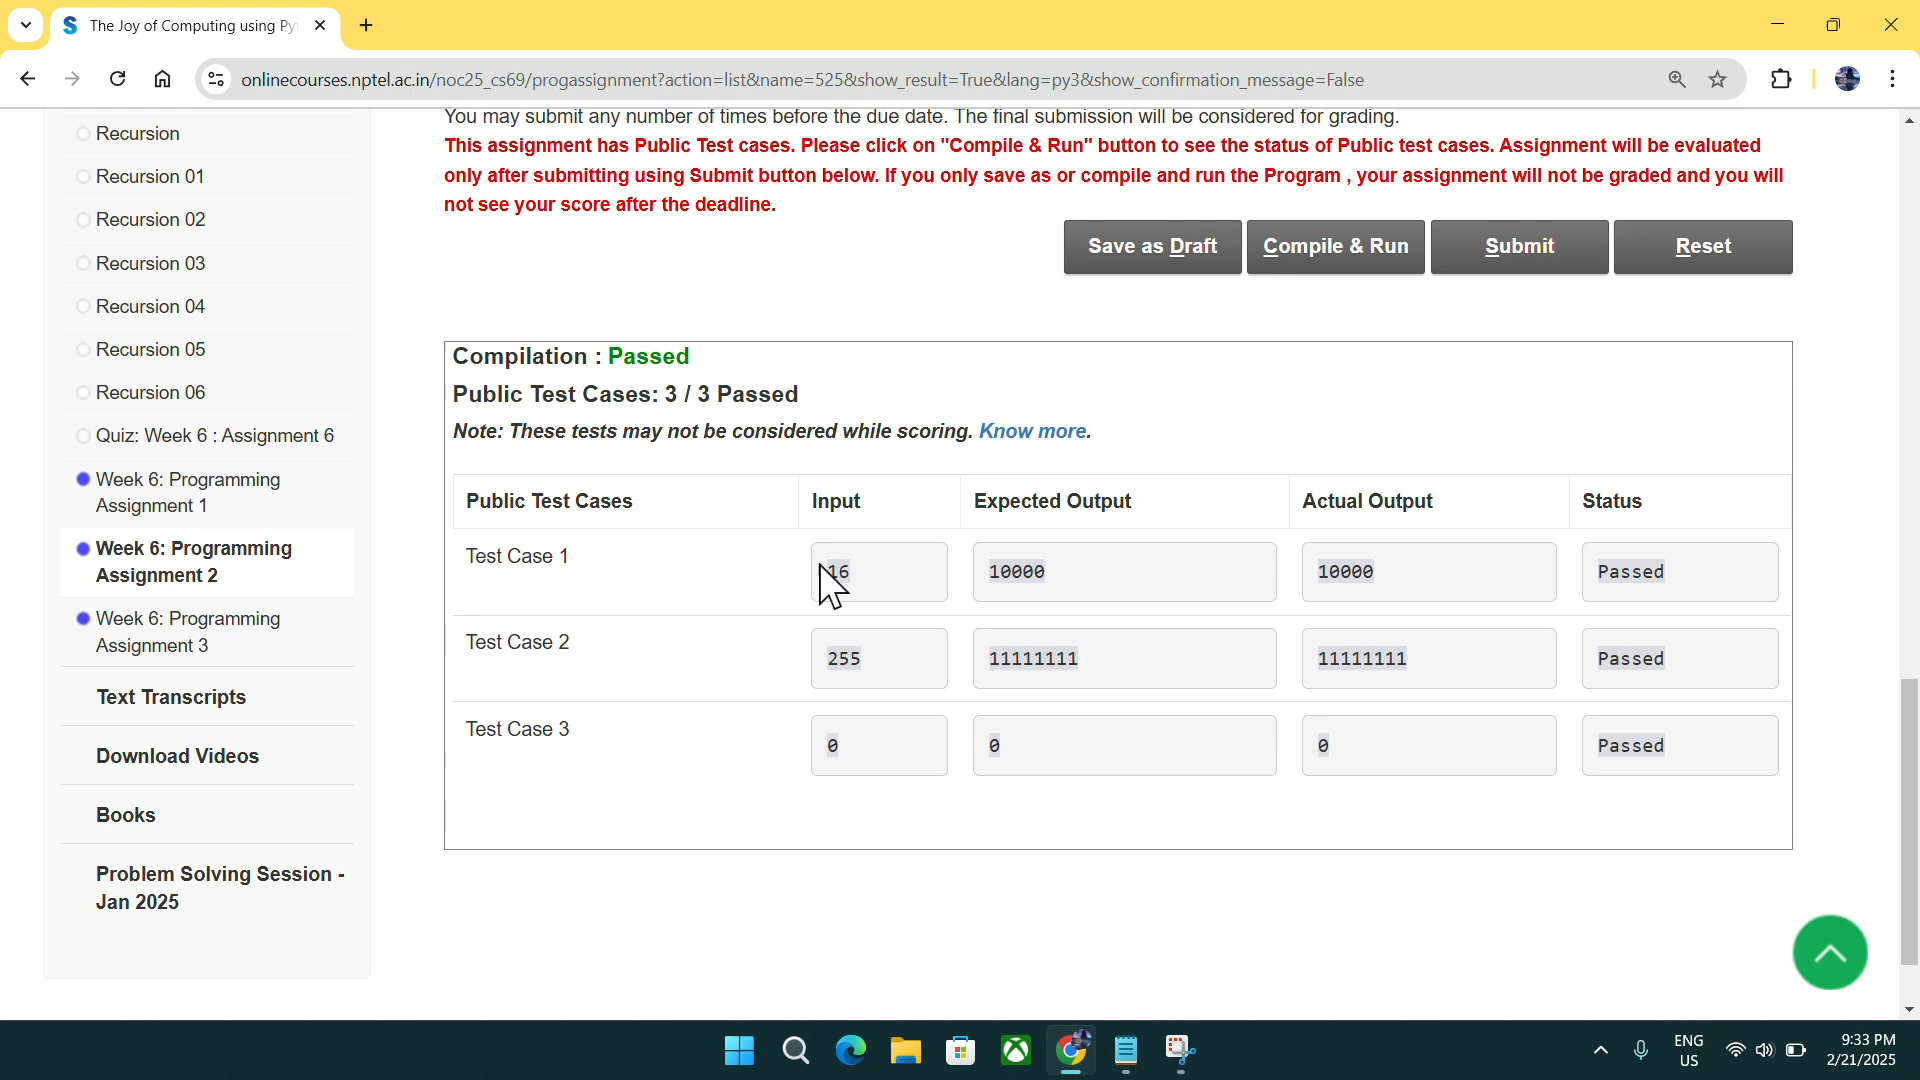 The Joy of Computing using Py
onlinecourses.nptel.ac.in/noc25_cs69/progassignment?action=list&name=525&show_result=True&lang=py3&show_confirmation_message=False
Recursion
Recursion 01
Recursion 02
Recursion 03
Recursion 04
Recursion 05
Recursion 06
Quiz: Week 6 : Assignment 6
Week 6: Programming
Assignment 1
Week 6: Programming
Assignment 2
Week 6: Programming
Assignment 3
Text Transcripts
Download Videos
Books
Problem Solving Session -
Jan 2025
You may submit any number of times before the due date. The final submission will be considered for grading.
This assignment has Public Test cases. Please click on "Compile & Run" button to see the status of Public test cases. Assignment will be evaluated
only after submitting using Submit button below. If you only save as or compile and run the Program , your assignment will not be graded and you will
not see your score after the deadline.
Save as Draft Compile & Run Submit Reset
Compilation : Passed
Public Test Cases: 3 / 3 Passed
Note: These tests may not be considered while scoring. Know more.
Public Test Cases Input Expected Output Actual Output Status
Test Case 1 16 10000 10000 Passed
Test Case 2 255 11111111 11111111 Passed
Test Case 3 0 0 0 Passed
ENG
US
9:33 PM
2/21/2025